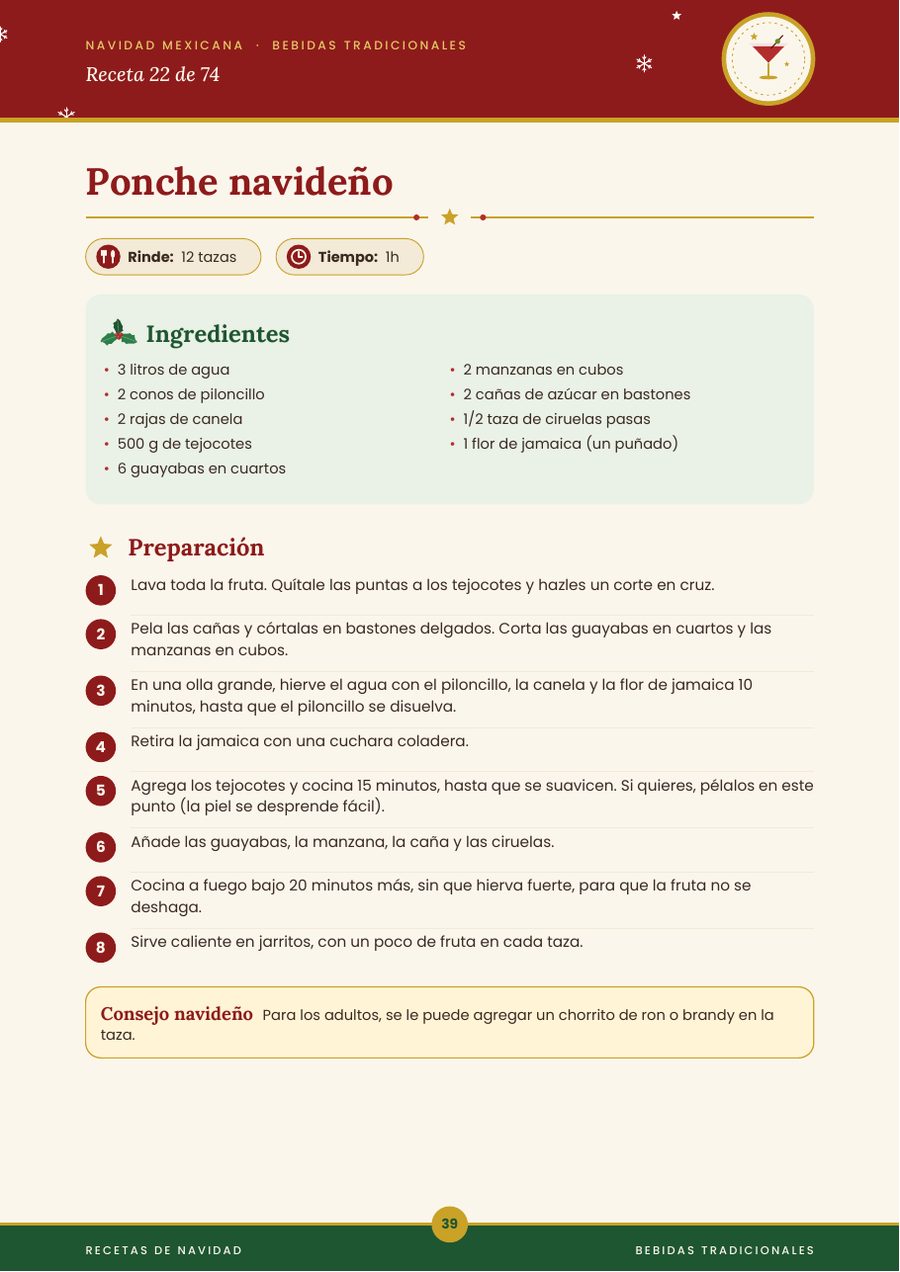 NAVIDAD MEXICANA · BEBIDAS TRADICIONALES
Receta 22 de 74
Ponche navideño
Rinde: 12 tazas
Tiempo: 1h
Ingredientes
• 3 litros de agua
• 2 conos de piloncillo
• 2 rajas de canela
• 500 g de tejocotes
• 6 guayabas en cuartos
• 2 manzanas en cubos
• 2 cañas de azúcar en bastones
• 1/2 taza de ciruelas pasas
• 1 flor de jamaica (un puñado)
Preparación
1 Lava toda la fruta. Quítale las puntas a los tejocotes y hazles un corte en cruz.
2 Pela las cañas y córtalas en bastones delgados. Corta las guayabas en cuartos y las
manzanas en cubos.
3 En una olla grande, hierve el agua con el piloncillo, la canela y la flor de jamaica 10
minutos, hasta que el piloncillo se disuelva.
4 Retira la jamaica con una cuchara coladera.
5 Agrega los tejocotes y cocina 15 minutos, hasta que se suavicen. Si quieres, pélalos en este
punto (la piel se desprende fácil).
6 Añade las guayabas, la manzana, la caña y las ciruelas.
7 Cocina a fuego bajo 20 minutos más, sin que hierva fuerte, para que la fruta no se
deshaga.
8 Sirve caliente en jarritos, con un poco de fruta en cada taza.
Consejo navideño Para los adultos, se le puede agregar un chorrito de ron o brandy en la
taza.
39
RECETAS DE NAVIDAD
BEBIDAS TRADICIONALES